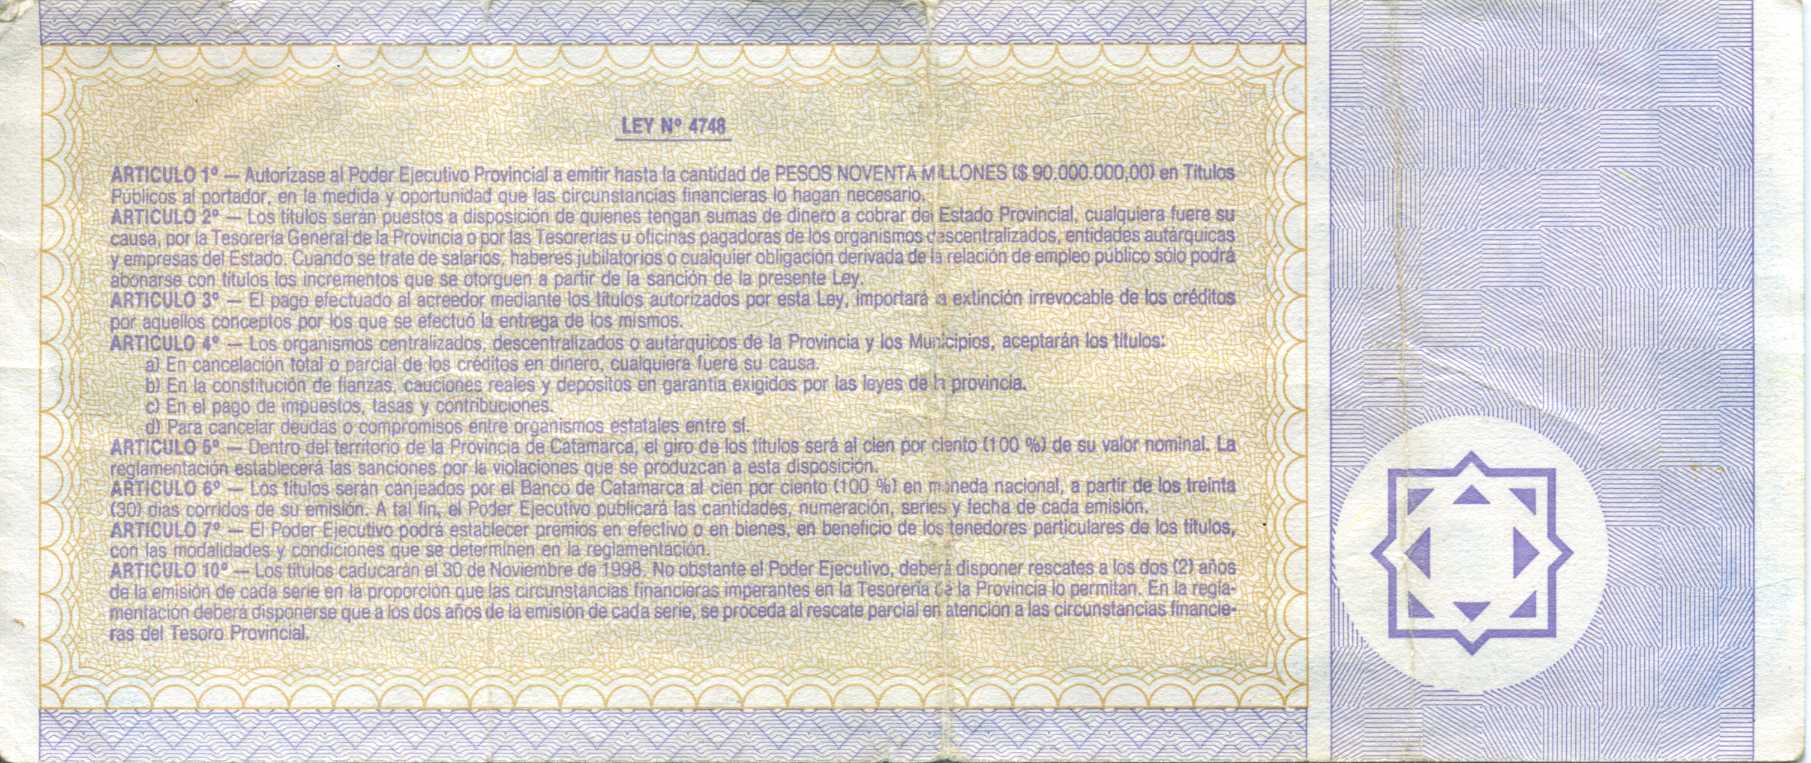 LEY Nº 4748
ARTICULO 1º — Autorízase al Poder Ejecutivo Provincial a emitir hasta la cantidad de PESOS NOVENTA MILLONES ($ 90.000.000,00) en Títulos
Públicos al portador, en la medida y oportunidad que las circunstancias financieras lo hagan necesario.
ARTICULO 2º — Los títulos serán puestos a disposición de quienes tengan sumas de dinero a cobrar del Estado Provincial, cualquiera fuere su
causa, por la Tesorería General de la Provincia o por las Tesorerías u oficinas pagadoras de los organismos descentralizados, entidades autárquicas
y empresas del Estado. Cuando se trate de salarios, haberes jubilatorios o cualquier obligación derivada de la relación de empleo público sólo podrá
abonarse con títulos los incrementos que se otorguen a partir de la sanción de la presente Ley.
ARTICULO 3º — El pago efectuado al acreedor mediante los títulos autorizados por esta Ley, importará la extinción irrevocable de los créditos
por aquellos conceptos por los que se efectuó la entrega de los mismos.
ARTICULO 4º — Los organismos centralizados, descentralizados o autárquicos de la Provincia y los Municipios, aceptarán los títulos:
a) En cancelación total o parcial de los créditos en dinero, cualquiera fuere su causa.
b) En la constitución de fianzas, cauciones reales y depósitos en garantía exigidos por las leyes de la provincia.
c) En el pago de impuestos, tasas y contribuciones.
d) Para cancelar deudas o compromisos entre organismos estatales entre sí.
ARTICULO 5º — Dentro del territorio de la Provincia de Catamarca, el giro de los títulos será al cien por ciento (100 %) de su valor nominal. La
reglamentación establecerá las sanciones por la violaciones que se produzcan a esta disposición.
ARTICULO 6º — Los títulos serán canjeados por el Banco de Catamarca al cien por ciento (100 %) en moneda nacional, a partir de los treinta
(30) días corridos de su emisión. A tal fin, el Poder Ejecutivo publicará las cantidades, numeración, series y fecha de cada emisión.
ARTICULO 7º — El Poder Ejecutivo podrá establecer premios en efectivo o en bienes, en beneficio de los tenedores particulares de los títulos,
con las modalidades y condiciones que se determinen en la reglamentación.
ARTICULO 10º — Los títulos caducarán el 30 de Noviembre de 1998. No obstante el Poder Ejecutivo, deberá disponer rescates a los dos (2) años
de la emisión de cada serie en la proporción que las circunstancias financieras imperantes en la Tesorería de la Provincia lo permitan. En la regla-
mentación deberá disponerse que a los dos años de la emisión de cada serie, se proceda al rescate parcial en atención a las circunstancias financie-
ras del Tesoro Provincial.